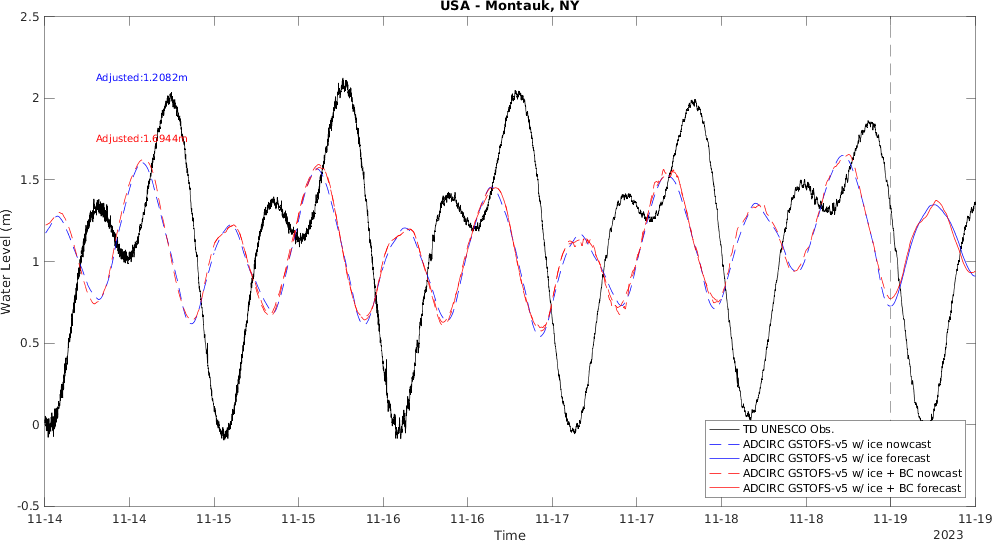 USA - Montauk, NY
2.5
2
1.5
1
0.5
0
-0.5
Water Level (m)
Adjusted:1.2082m
Adjusted:1.6944m
TD UNESCO Obs.
ADCIRC GSTOFS-v5 w/ ice nowcast
ADCIRC GSTOFS-v5 w/ ice forecast
ADCIRC GSTOFS-v5 w/ ice + BC nowcast
ADCIRC GSTOFS-v5 w/ ice + BC forecast
11-14 11-14 11-15 11-15 11-16 11-16 11-17 11-17 11-18 11-18 11-19 11-19
Time
2023